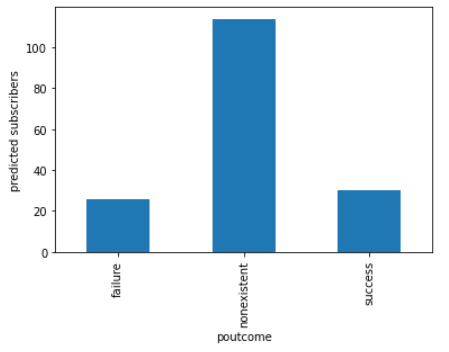 100
80
60
40
20
0
predicted subscribers
failure
nonexistent
success
poutcome